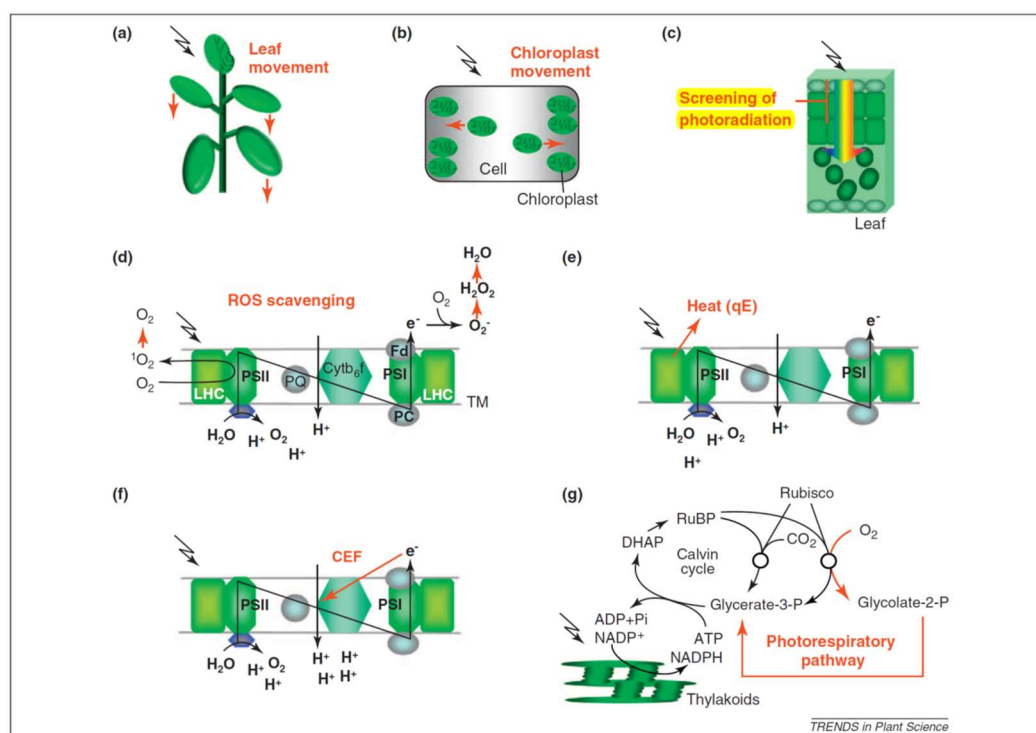 (a)
Leaf
movement
(b)
Chloroplast
movement
Cell
Chloroplast
(c)
Screening of
photoradiation
Leaf
(d)
ROS scavenging
H₂O
H₂O₂
O₂
e⁻
O₂⁻
O₂
¹O₂
O₂
LHC
PSII
PQ
Cytb₆f
Fd
PSI
LHC
PC
TM
H₂O
H⁺
O₂
H⁺
H⁺
(e)
Heat (qE)
e⁻
PSII
PSI
H₂O
H⁺
O₂
H⁺
H⁺
(f)
CEF
e⁻
PSII
PSI
H₂O
H⁺
O₂
H⁺
H⁺ H⁺
H⁺ H⁺
(g)
Rubisco
RuBP
CO₂
O₂
DHAP
Calvin
cycle
Glycerate-3-P
Glycolate-2-P
ADP+Pi
NADP⁺
ATP
NADPH
Photorespiratory
pathway
Thylakoids
TRENDS in Plant Science